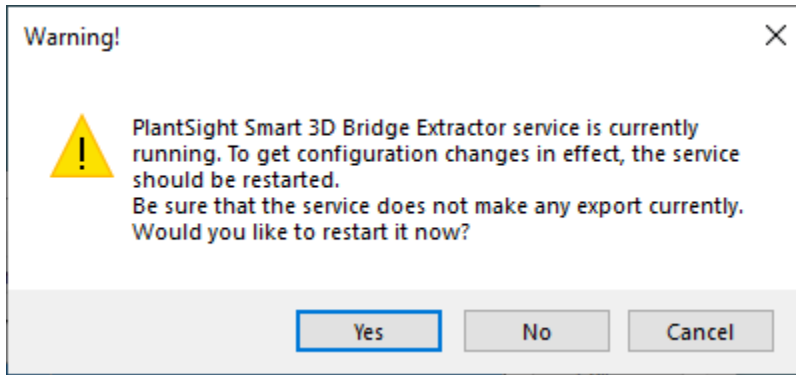 Warning!
PlantSight Smart 3D Bridge Extractor service is currently
running. To get configuration changes in effect, the service
should be restarted.
Be sure that the service does not make any export currently.
Would you like to restart it now?
Yes
No
Cancel